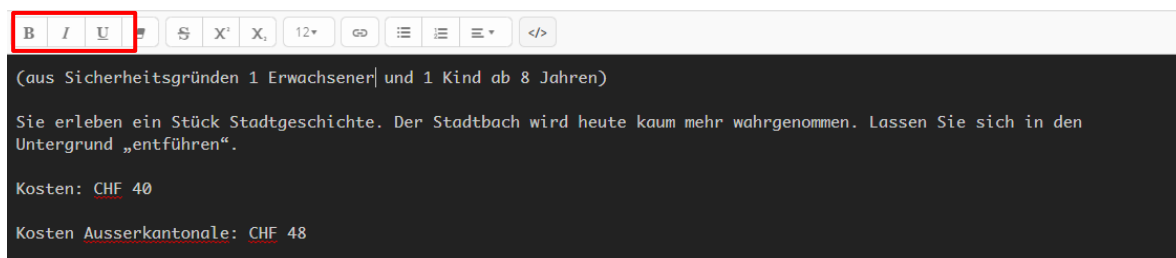 B I U S X² X₂ 12 </>
(aus Sicherheitsgründen 1 Erwachsener und 1 Kind ab 8 Jahren)
Sie erleben ein Stück Stadtgeschichte. Der Stadtbach wird heute kaum mehr wahrgenommen. Lassen Sie sich in den
Untergrund „entführen“.
Kosten: CHF 40
Kosten Ausserkantonale: CHF 48